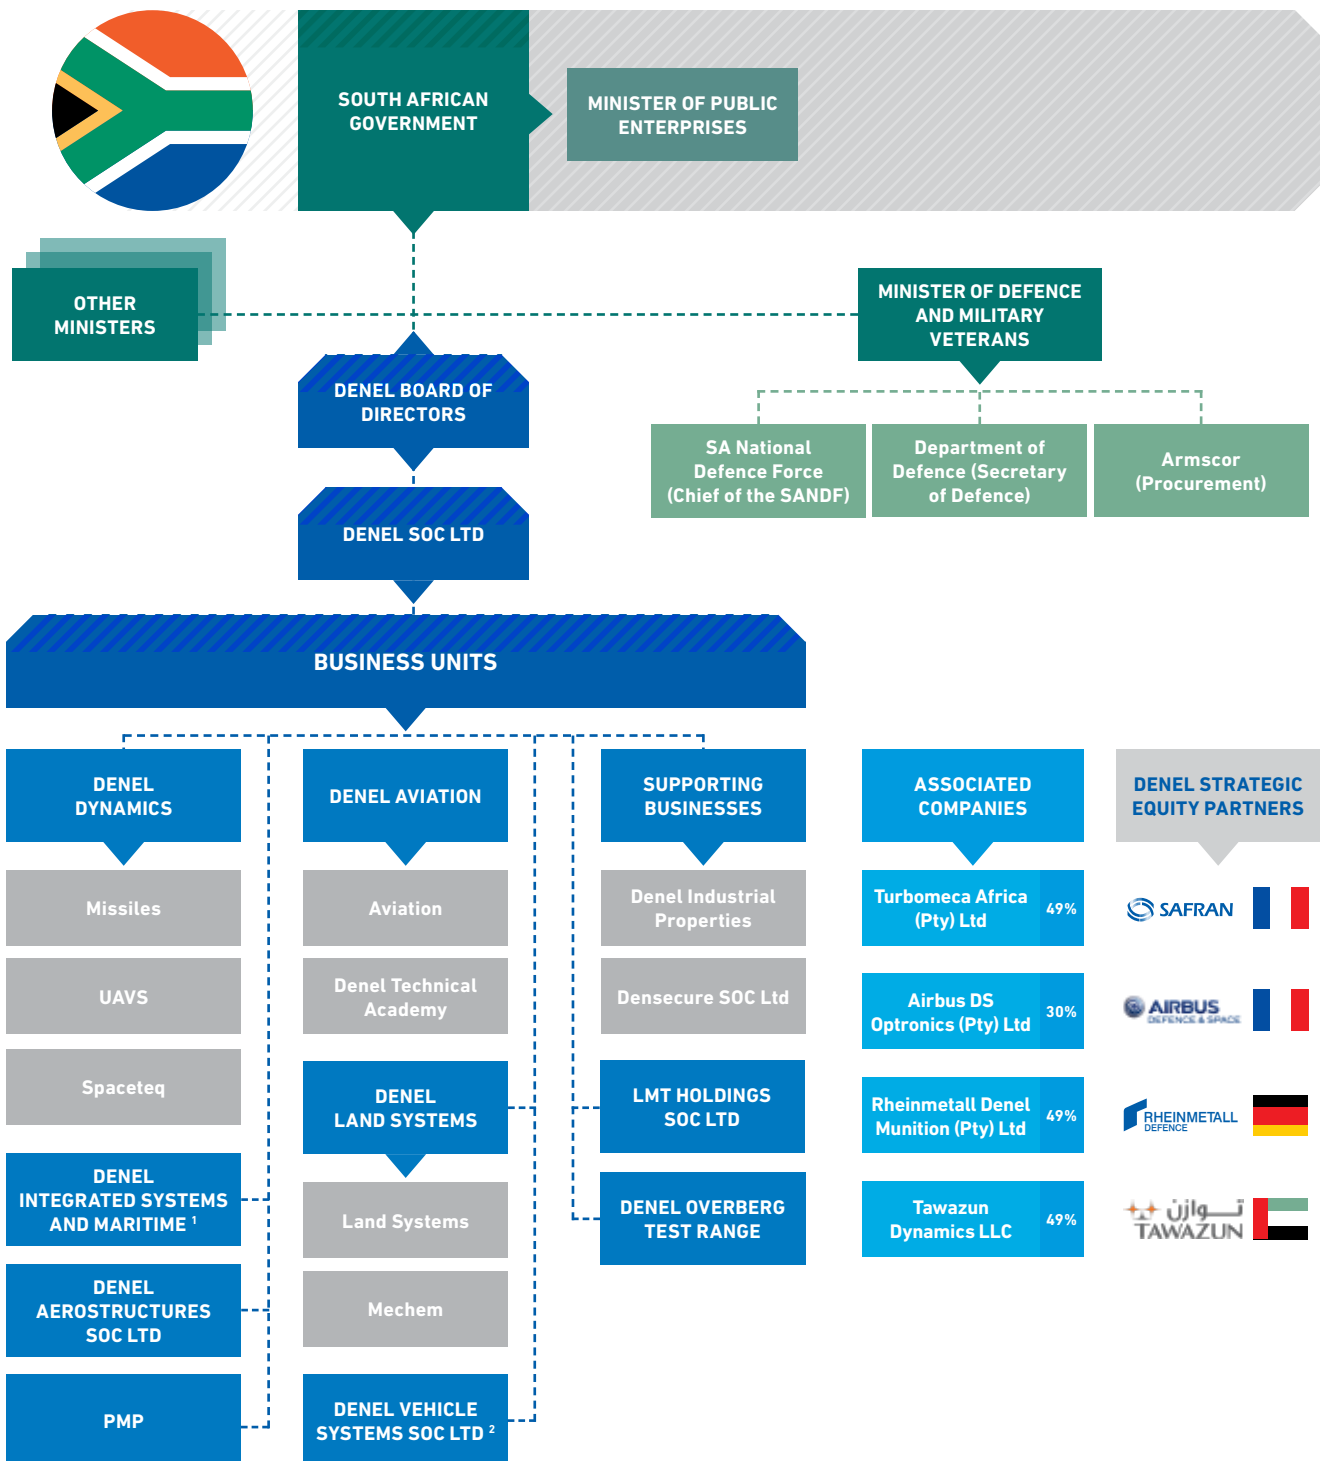 SOUTH AFRICAN
GOVERNMENT
MINISTER OF PUBLIC
ENTERPRISES
OTHER
MINISTERS
MINISTER OF DEFENCE
AND MILITARY
VETERANS
DENEL BOARD OF
DIRECTORS
SA National
Defence Force
(Chief of the SANDF)
Department of
Defence (Secretary
of Defence)
Armscor
(Procurement)
DENEL SOC LTD
BUSINESS UNITS
DENEL
DYNAMICS
Missiles
UAVS
Spaceteq
DENEL
INTEGRATED SYSTEMS
AND MARITIME 1
DENEL
AEROSTRUCTURES
SOC LTD
PMP
DENEL AVIATION
Aviation
Denel Technical
Academy
DENEL
LAND SYSTEMS
Land Systems
Mechem
DENEL VEHICLE
SYSTEMS SOC LTD 2
SUPPORTING
BUSINESSES
Denel Industrial
Properties
Densecure SOC Ltd
LMT HOLDINGS
SOC LTD
DENEL OVERBERG
TEST RANGE
ASSOCIATED
COMPANIES
Turbomeca Africa
(Pty) Ltd
49%
Airbus DS
Optronics (Pty) Ltd
30%
Rheinmetall Denel
Munition (Pty) Ltd
49%
Tawazun
Dynamics LLC
49%
DENEL STRATEGIC
EQUITY PARTNERS
SAFRAN
AIRBUS
DEFENCE & SPACE
RHEINMETALL
DEFENCE
توازن
TAWAZUN